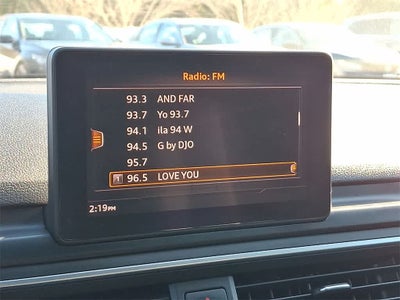 Radio: FM
93.3 AND FAR
93.7 Yo 93.7
94.1 ila 94 W
94.5 G by DJO
95.7
1 96.5 LOVE YOU
2:19PM